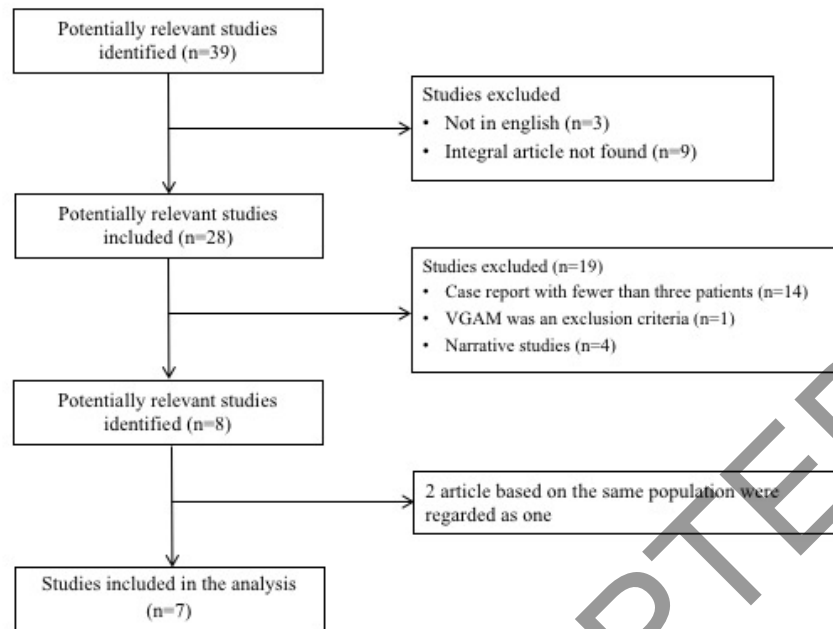 Potentially relevant studies
identified (n=39)
Studies excluded
• Not in english (n=3)
• Integral article not found (n=9)
Potentially relevant studies
included (n=28)
Studies excluded (n=19)
• Case report with fewer than three patients (n=14)
• VGAM was an exclusion criteria (n=1)
• Narrative studies (n=4)
Potentially relevant studies
identified (n=8)
2 article based on the same population were
regarded as one
Studies included in the analysis
(n=7)
PTE